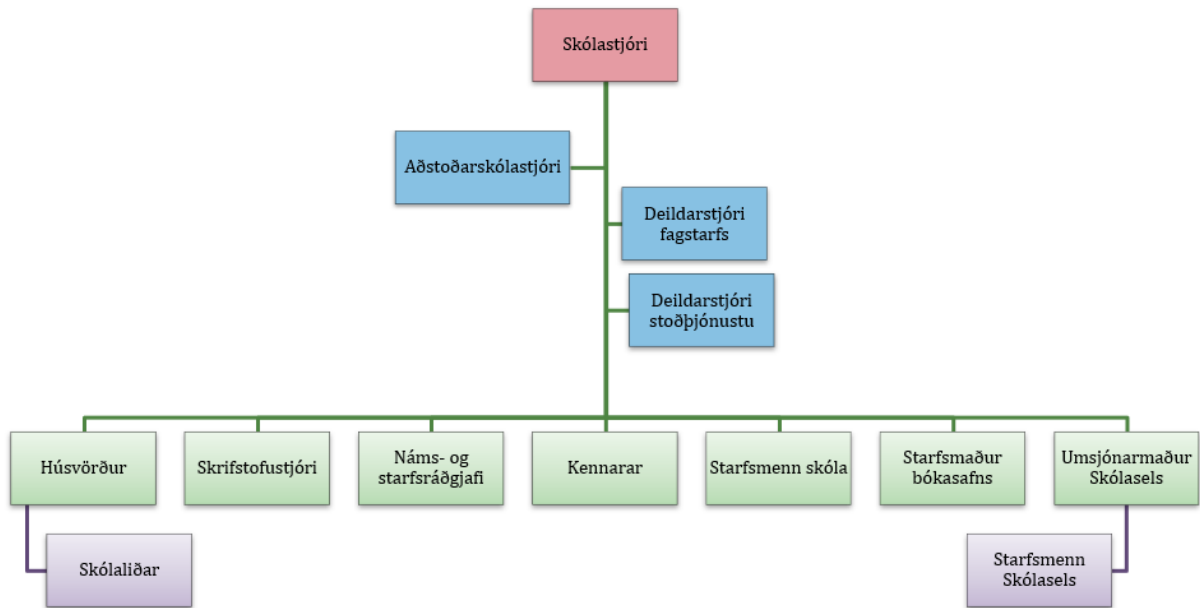 Skólastjóri
Aðstoðarskólastjóri
Deildarstjóri
fagstarfs
Deildarstjóri
stoðþjónustu
Húsvörður
Skrifstofustjóri
Náms- og
starfsráðgjafi
Kennarar
Starfsmenn skóla
Starfsmaður
bókasafns
Umsjónarmaður
Skólasels
Skólaliðar
Starfsmenn
Skólasels